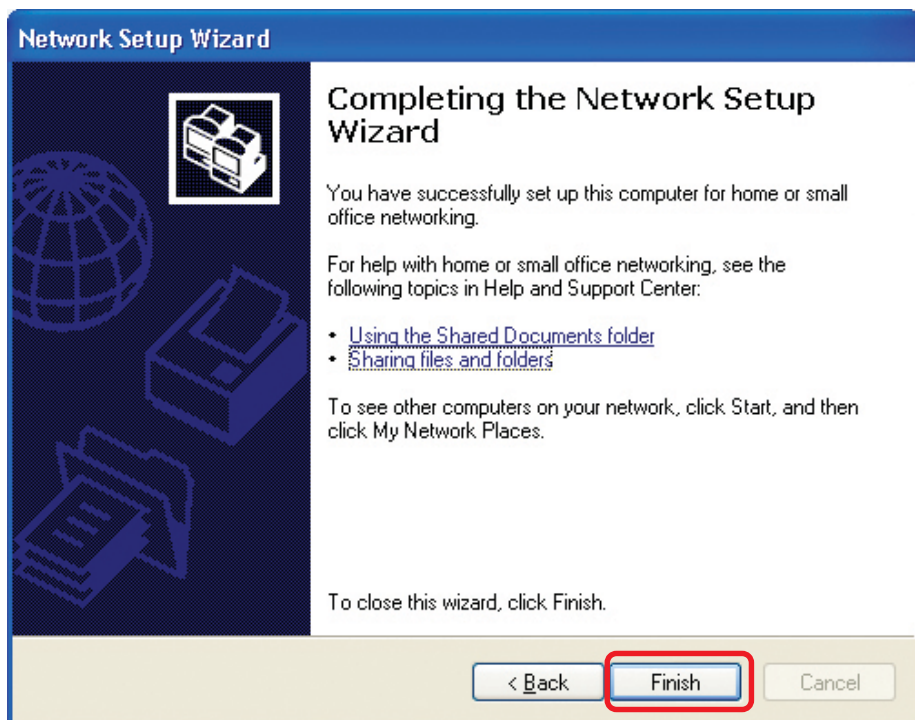 Network Setup Wizard
Completing the Network Setup
Wizard
You have successfully set up this computer for home or small
office networking.
For help with home or small office networking, see the
following topics in Help and Support Center:
• Using the Shared Documents folder
• Sharing files and folders
To see other computers on your network, click Start, and then
click My Network Places.
To close this wizard, click Finish.
< Back Finish Cancel